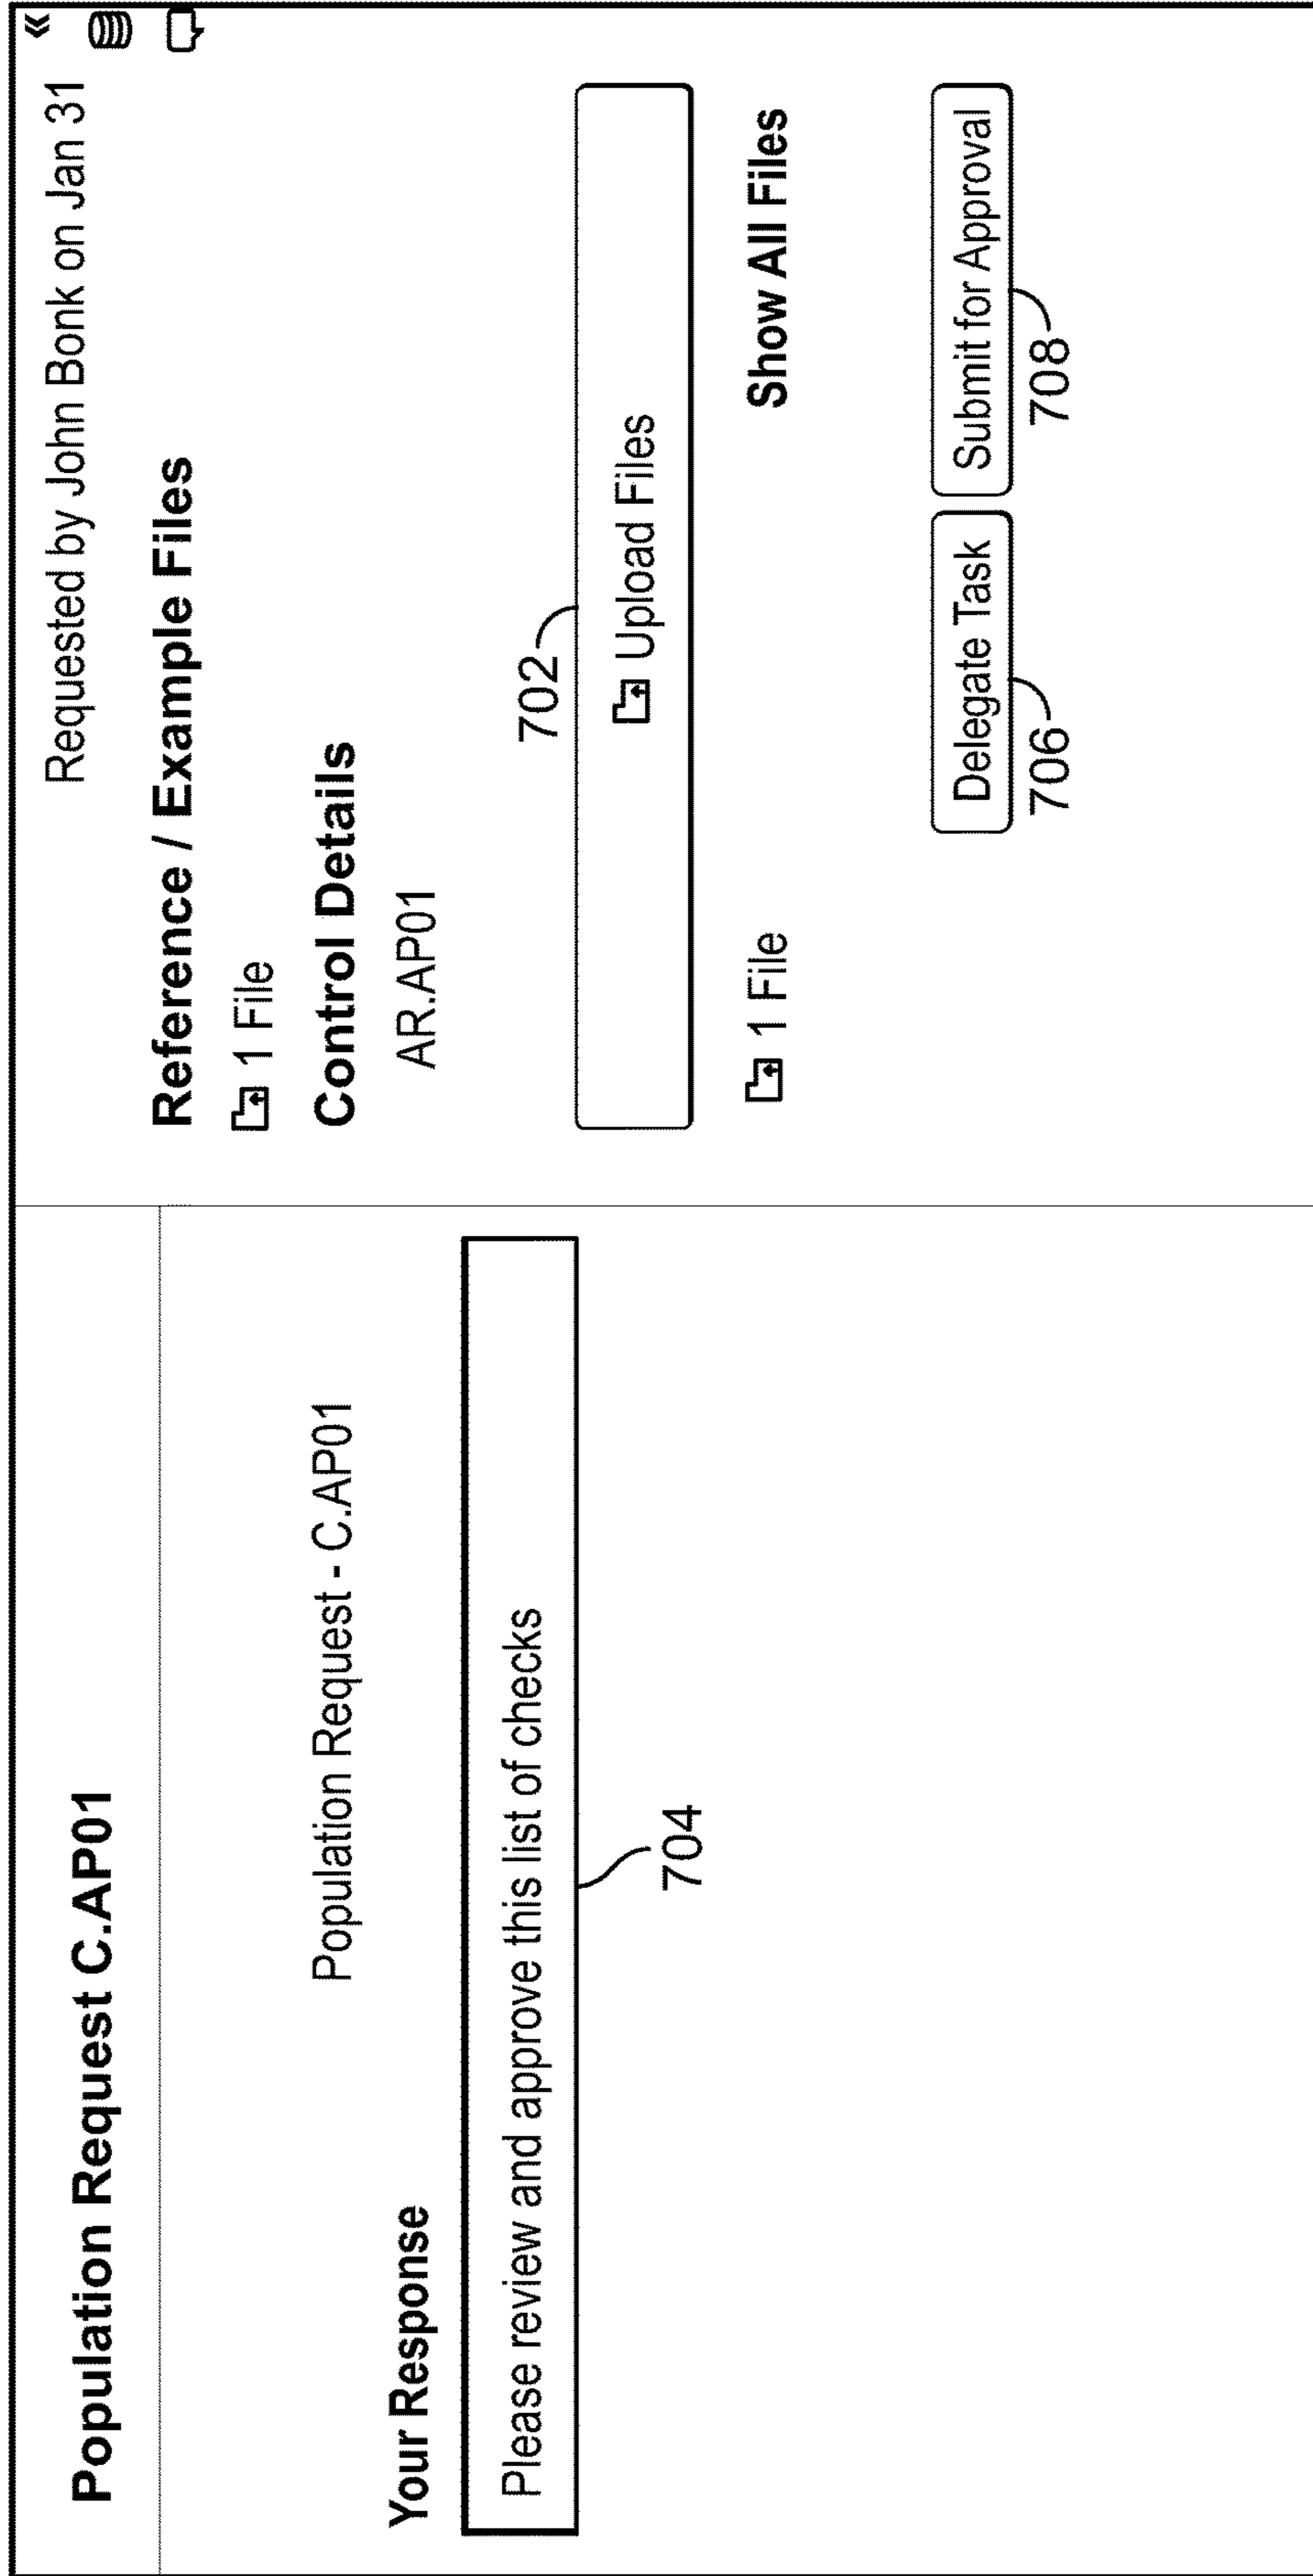 Population Request C.AP01
Population Request - C.AP01
Your Response
Please review and approve this list of checks
704
Requested by John Bonk on Jan 31
Reference / Example Files
1 File
Control Details
AR.AP01
702
Upload Files
1 File
Show All Files
Delegate Task
Submit for Approval
706
708